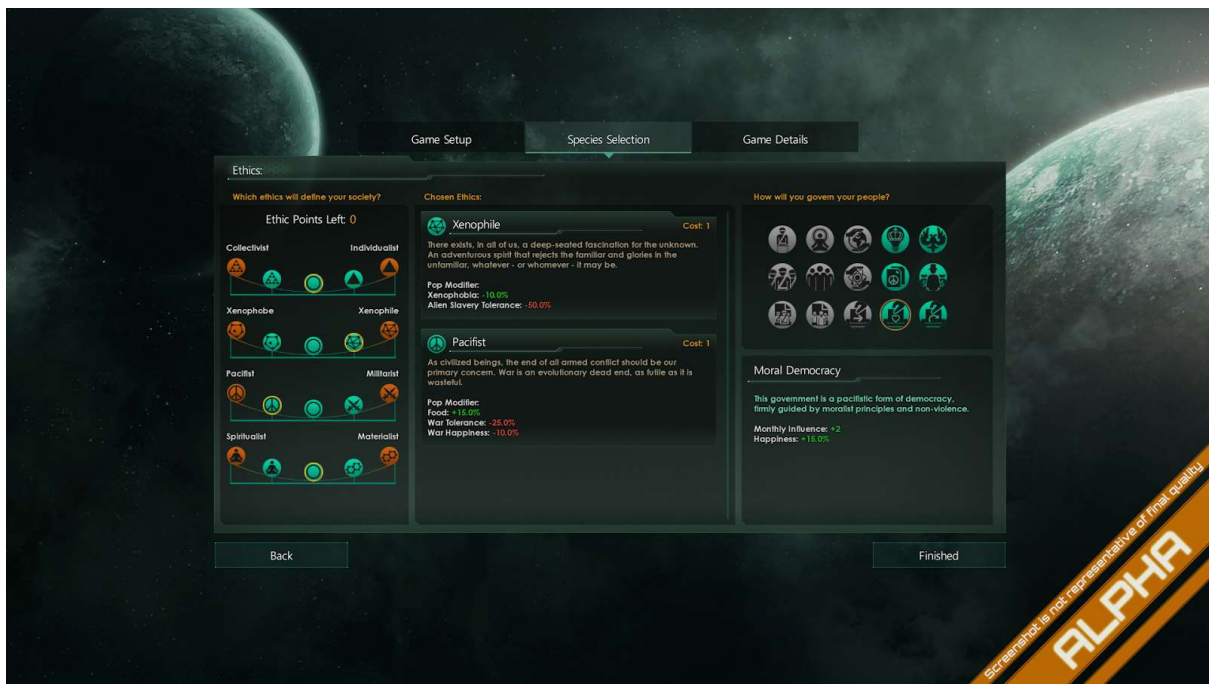 Game Setup
Species Selection
Game Details
Ethics:
Which ethics will define your society?
Ethic Points Left: 0
Collectivist
Individualist
Xenophobe
Xenophile
Pacifist
Militarist
Spiritualist
Materialist
Chosen Ethics:
Xenophile
Cost: 1
There exists, in all of us, a deep-seated fascination for the unknown.
An adventurous spirit that rejects the familiar and glories in the
unfamiliar, whatever - or whomever - it may be.
Pop Modifier:
Xenophobia: -10.0%
Alien Slavery Tolerance: -50.0%
Pacifist
Cost: 1
As civilized beings, the end of all armed conflict should be our
primary concern. War is an evolutionary dead end, as futile as it is
wasteful.
Pop Modifier:
Food: +15.0%
War Tolerance: -25.0%
War Happiness: -10.0%
How will you govern your people?
Moral Democracy
This government is a pacifistic form of democracy,
firmly guided by moralist principles and non-violence.
Monthly Influence: +2
Happiness: +15.0%
Back
Finished
Screenshot is not representative of final quality
ALPHA